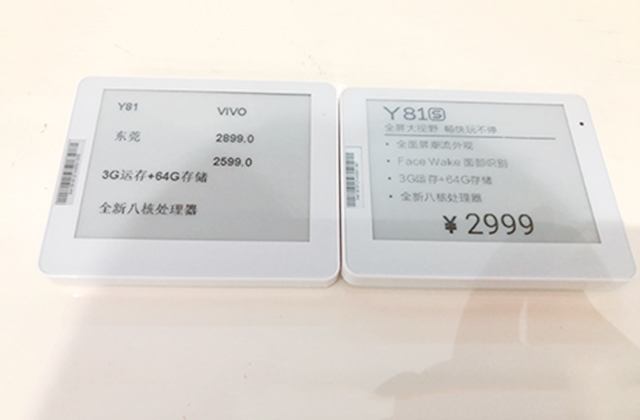 Y81 VIVO
东莞 2899.0
2599.0
3G运存+64G存储
全新八核处理器
Y81S
全屏大视野 畅快玩不停
· 全面屏潮流外观
· Face Wake 面部识别
· 3G运存+64G存储
· 全新八核处理器
¥ 2999